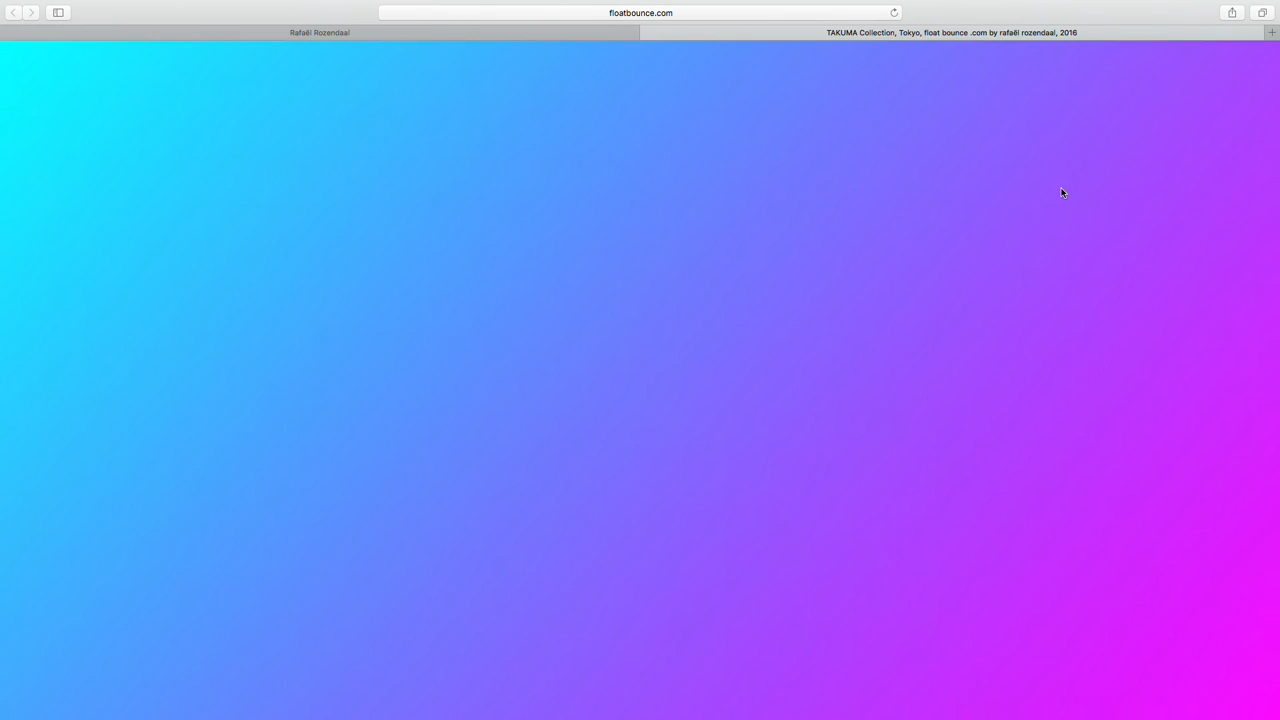 floatbounce.com
Rafaël Rozendaal
TAKUMA Collection, Tokyo, float bounce .com by rafaël rozendaal, 2016